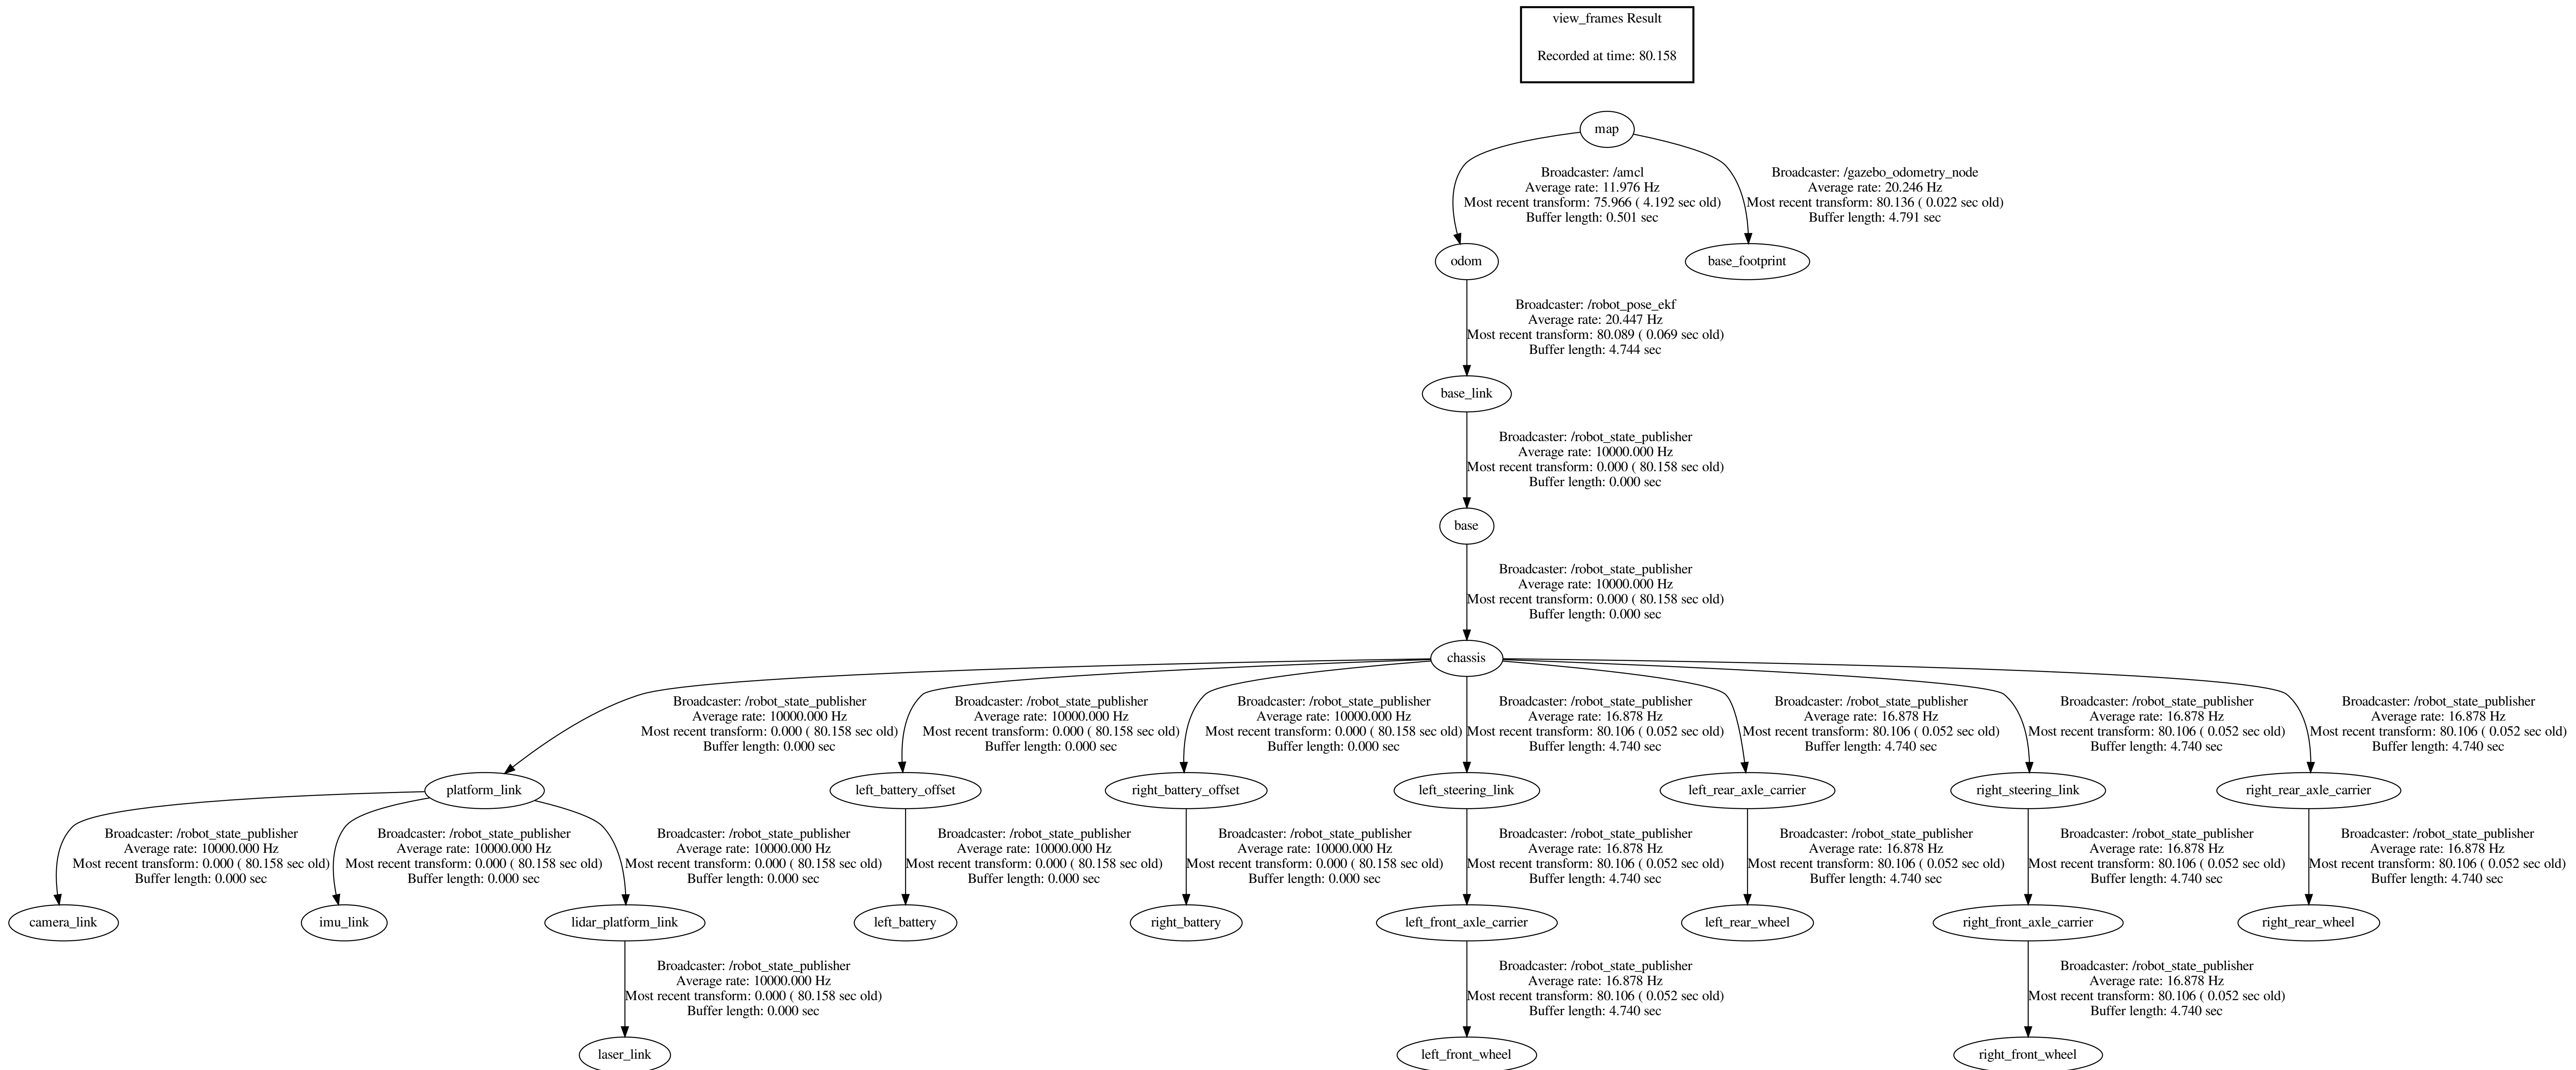 view_frames Result
Recorded at time: 80.158
map
Broadcaster: /amcl
Average rate: 11.976 Hz
Most recent transform: 75.966 ( 4.192 sec old)
Buffer length: 0.501 sec
Broadcaster: /gazebo_odometry_node
Average rate: 20.246 Hz
Most recent transform: 80.136 ( 0.022 sec old)
Buffer length: 4.791 sec
odom
base_footprint
Broadcaster: /robot_pose_ekf
Average rate: 20.447 Hz
Most recent transform: 80.089 ( 0.069 sec old)
Buffer length: 4.744 sec
base_link
Broadcaster: /robot_state_publisher
Average rate: 10000.000 Hz
Most recent transform: 0.000 ( 80.158 sec old)
Buffer length: 0.000 sec
base
Broadcaster: /robot_state_publisher
Average rate: 10000.000 Hz
Most recent transform: 0.000 ( 80.158 sec old)
Buffer length: 0.000 sec
chassis
Broadcaster: /robot_state_publisher
Average rate: 10000.000 Hz
Most recent transform: 0.000 ( 80.158 sec old)
Buffer length: 0.000 sec
Broadcaster: /robot_state_publisher
Average rate: 10000.000 Hz
Most recent transform: 0.000 ( 80.158 sec old)
Buffer length: 0.000 sec
Broadcaster: /robot_state_publisher
Average rate: 10000.000 Hz
Most recent transform: 0.000 ( 80.158 sec old)
Buffer length: 0.000 sec
Broadcaster: /robot_state_publisher
Average rate: 16.878 Hz
Most recent transform: 80.106 ( 0.052 sec old)
Buffer length: 4.740 sec
Broadcaster: /robot_state_publisher
Average rate: 16.878 Hz
Most recent transform: 80.106 ( 0.052 sec old)
Buffer length: 4.740 sec
Broadcaster: /robot_state_publisher
Average rate: 16.878 Hz
Most recent transform: 80.106 ( 0.052 sec old)
Buffer length: 4.740 sec
Broadcaster: /robot_state_publisher
Average rate: 16.878 Hz
Most recent transform: 80.106 ( 0.052 sec old)
Buffer length: 4.740 sec
platform_link
left_battery_offset
right_battery_offset
left_steering_link
left_rear_axle_carrier
right_steering_link
right_rear_axle_carrier
Broadcaster: /robot_state_publisher
Average rate: 10000.000 Hz
Most recent transform: 0.000 ( 80.158 sec old)
Buffer length: 0.000 sec
Broadcaster: /robot_state_publisher
Average rate: 10000.000 Hz
Most recent transform: 0.000 ( 80.158 sec old)
Buffer length: 0.000 sec
Broadcaster: /robot_state_publisher
Average rate: 10000.000 Hz
Most recent transform: 0.000 ( 80.158 sec old)
Buffer length: 0.000 sec
Broadcaster: /robot_state_publisher
Average rate: 10000.000 Hz
Most recent transform: 0.000 ( 80.158 sec old)
Buffer length: 0.000 sec
Broadcaster: /robot_state_publisher
Average rate: 10000.000 Hz
Most recent transform: 0.000 ( 80.158 sec old)
Buffer length: 0.000 sec
Broadcaster: /robot_state_publisher
Average rate: 16.878 Hz
Most recent transform: 80.106 ( 0.052 sec old)
Buffer length: 4.740 sec
Broadcaster: /robot_state_publisher
Average rate: 16.878 Hz
Most recent transform: 80.106 ( 0.052 sec old)
Buffer length: 4.740 sec
Broadcaster: /robot_state_publisher
Average rate: 16.878 Hz
Most recent transform: 80.106 ( 0.052 sec old)
Buffer length: 4.740 sec
Broadcaster: /robot_state_publisher
Average rate: 16.878 Hz
Most recent transform: 80.106 ( 0.052 sec old)
Buffer length: 4.740 sec
camera_link
imu_link
lidar_platform_link
left_battery
right_battery
left_front_axle_carrier
left_rear_wheel
right_front_axle_carrier
right_rear_wheel
Broadcaster: /robot_state_publisher
Average rate: 10000.000 Hz
Most recent transform: 0.000 ( 80.158 sec old)
Buffer length: 0.000 sec
Broadcaster: /robot_state_publisher
Average rate: 16.878 Hz
Most recent transform: 80.106 ( 0.052 sec old)
Buffer length: 4.740 sec
Broadcaster: /robot_state_publisher
Average rate: 16.878 Hz
Most recent transform: 80.106 ( 0.052 sec old)
Buffer length: 4.740 sec
laser_link
left_front_wheel
right_front_wheel